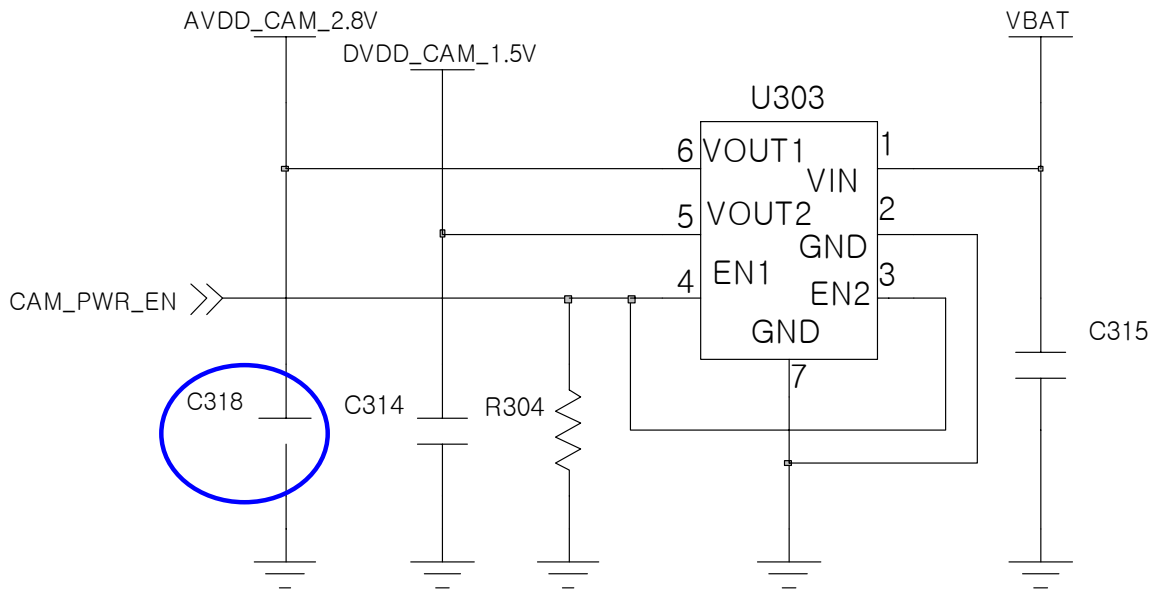 AVDD_CAM_2.8V
VBAT
DVDD_CAM_1.5V
U303
6 VOUT1 1
VIN
5 VOUT2 2
GND
4 EN1 3
CAM_PWR_EN EN2
GND
C315
7
C318 C314 R304